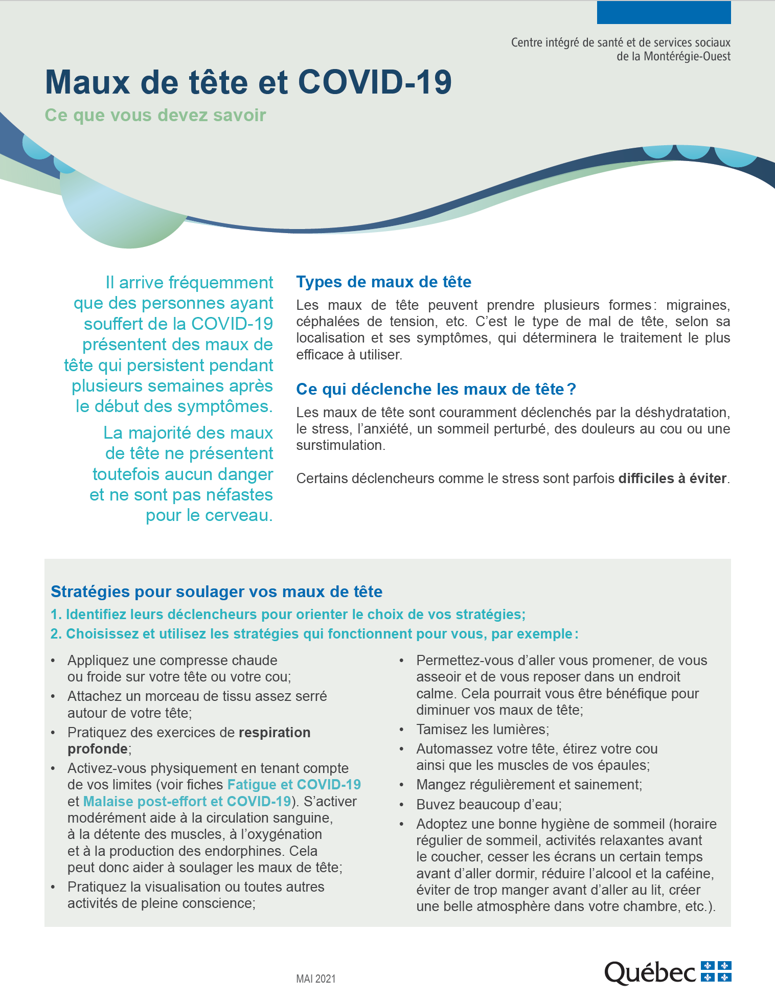 Centre intégré de santé et de services sociaux
de la Montérégie-Ouest
Maux de tête et COVID-19
Ce que vous devez savoir
Il arrive fréquemment
que des personnes ayant
souffert de la COVID-19
présentent des maux de
tête qui persistent pendant
plusieurs semaines après
le début des symptômes.
La majorité des maux
de tête ne présentent
toutefois aucun danger
et ne sont pas néfastes
pour le cerveau.
Types de maux de tête
Les maux de tête peuvent prendre plusieurs formes : migraines,
céphalées de tension, etc. C’est le type de mal de tête, selon sa
localisation et ses symptômes, qui déterminera le traitement le plus
efficace à utiliser.
Ce qui déclenche les maux de tête ?
Les maux de tête sont couramment déclenchés par la déshydratation,
le stress, l’anxiété, un sommeil perturbé, des douleurs au cou ou une
surstimulation.
Certains déclencheurs comme le stress sont parfois difficiles à éviter.
Stratégies pour soulager vos maux de tête
1. Identifiez leurs déclencheurs pour orienter le choix de vos stratégies;
2. Choisissez et utilisez les stratégies qui fonctionnent pour vous, par exemple :
• Appliquez une compresse chaude
ou froide sur votre tête ou votre cou;
• Attachez un morceau de tissu assez serré
autour de votre tête;
• Pratiquez des exercices de respiration
profonde;
• Activez-vous physiquement en tenant compte
de vos limites (voir fiches Fatigue et COVID-19
et Malaise post-effort et COVID-19). S’activer
modérément aide à la circulation sanguine,
à la détente des muscles, à l’oxygénation
et à la production des endorphines. Cela
peut donc aider à soulager les maux de tête;
• Pratiquez la visualisation ou toutes autres
activités de pleine conscience;
• Permettez-vous d’aller vous promener, de vous
asseoir et de vous reposer dans un endroit
calme. Cela pourrait vous être bénéfique pour
diminuer vos maux de tête;
• Tamisez les lumières;
• Automassez votre tête, étirez votre cou
ainsi que les muscles de vos épaules;
• Mangez régulièrement et sainement;
• Buvez beaucoup d’eau;
• Adoptez une bonne hygiène de sommeil (horaire
régulier de sommeil, activités relaxantes avant
le coucher, cesser les écrans un certain temps
avant d’aller dormir, réduire l’alcool et la caféine,
éviter de trop manger avant d’aller au lit, créer
une belle atmosphère dans votre chambre, etc.).
MAI 2021
Québec